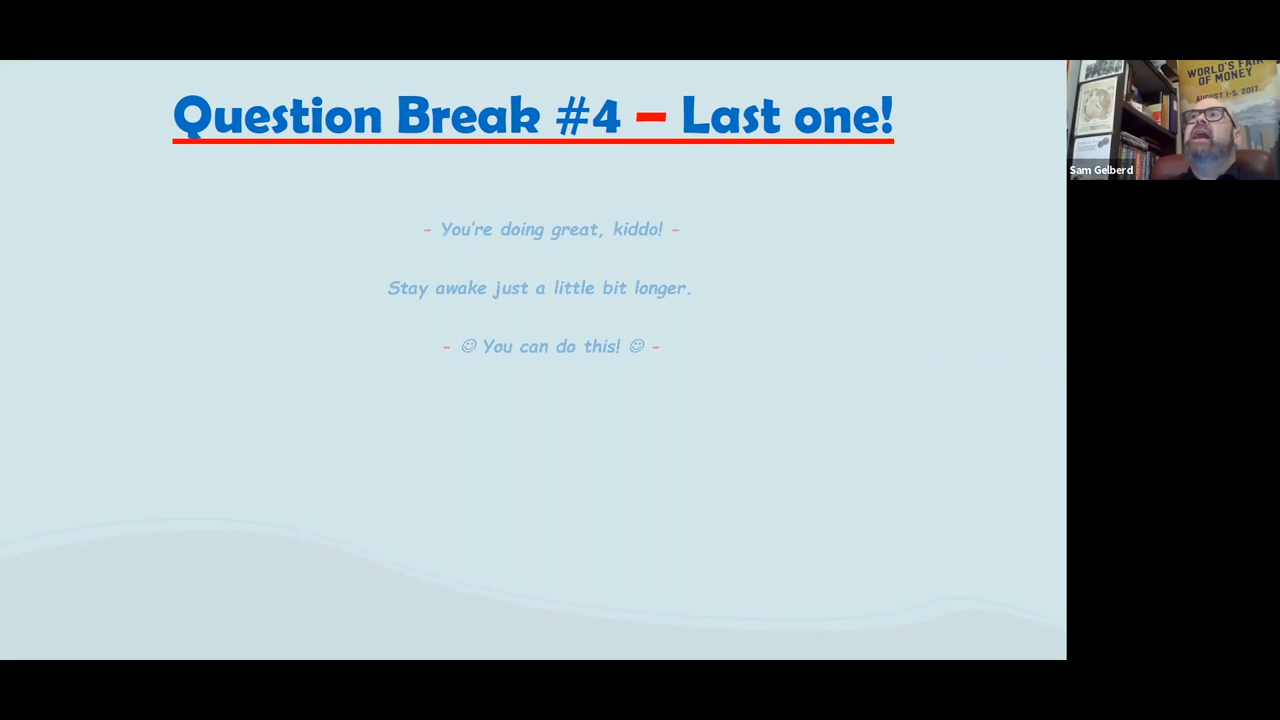 Question Break #4 – Last one!
- You're doing great, kiddo! -
Stay awake just a little bit longer.
- ☺ You can do this! ☺ -
WORLD'S FAIR
OF MONEY
AUGUST 1-5, 2017
Sam Gelberd